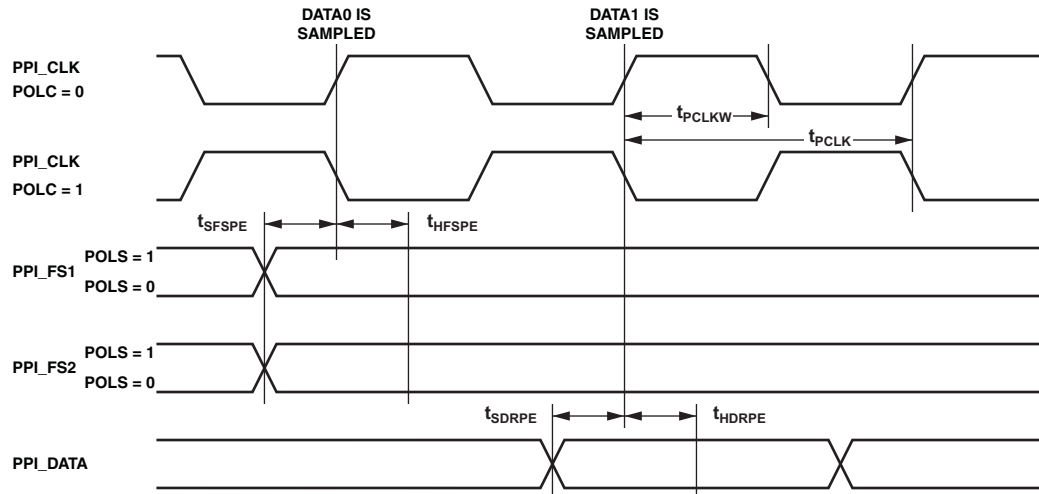 DATA0 IS
SAMPLED
DATA1 IS
SAMPLED
PPI_CLK
POLC = 0
tPCLKW
tPCLK
PPI_CLK
POLC = 1
tSFSPE
tHFSPE
POLS = 1
PPI_FS1
POLS = 0
POLS = 1
PPI_FS2
POLS = 0
tSDRPE
tHDRPE
PPI_DATA